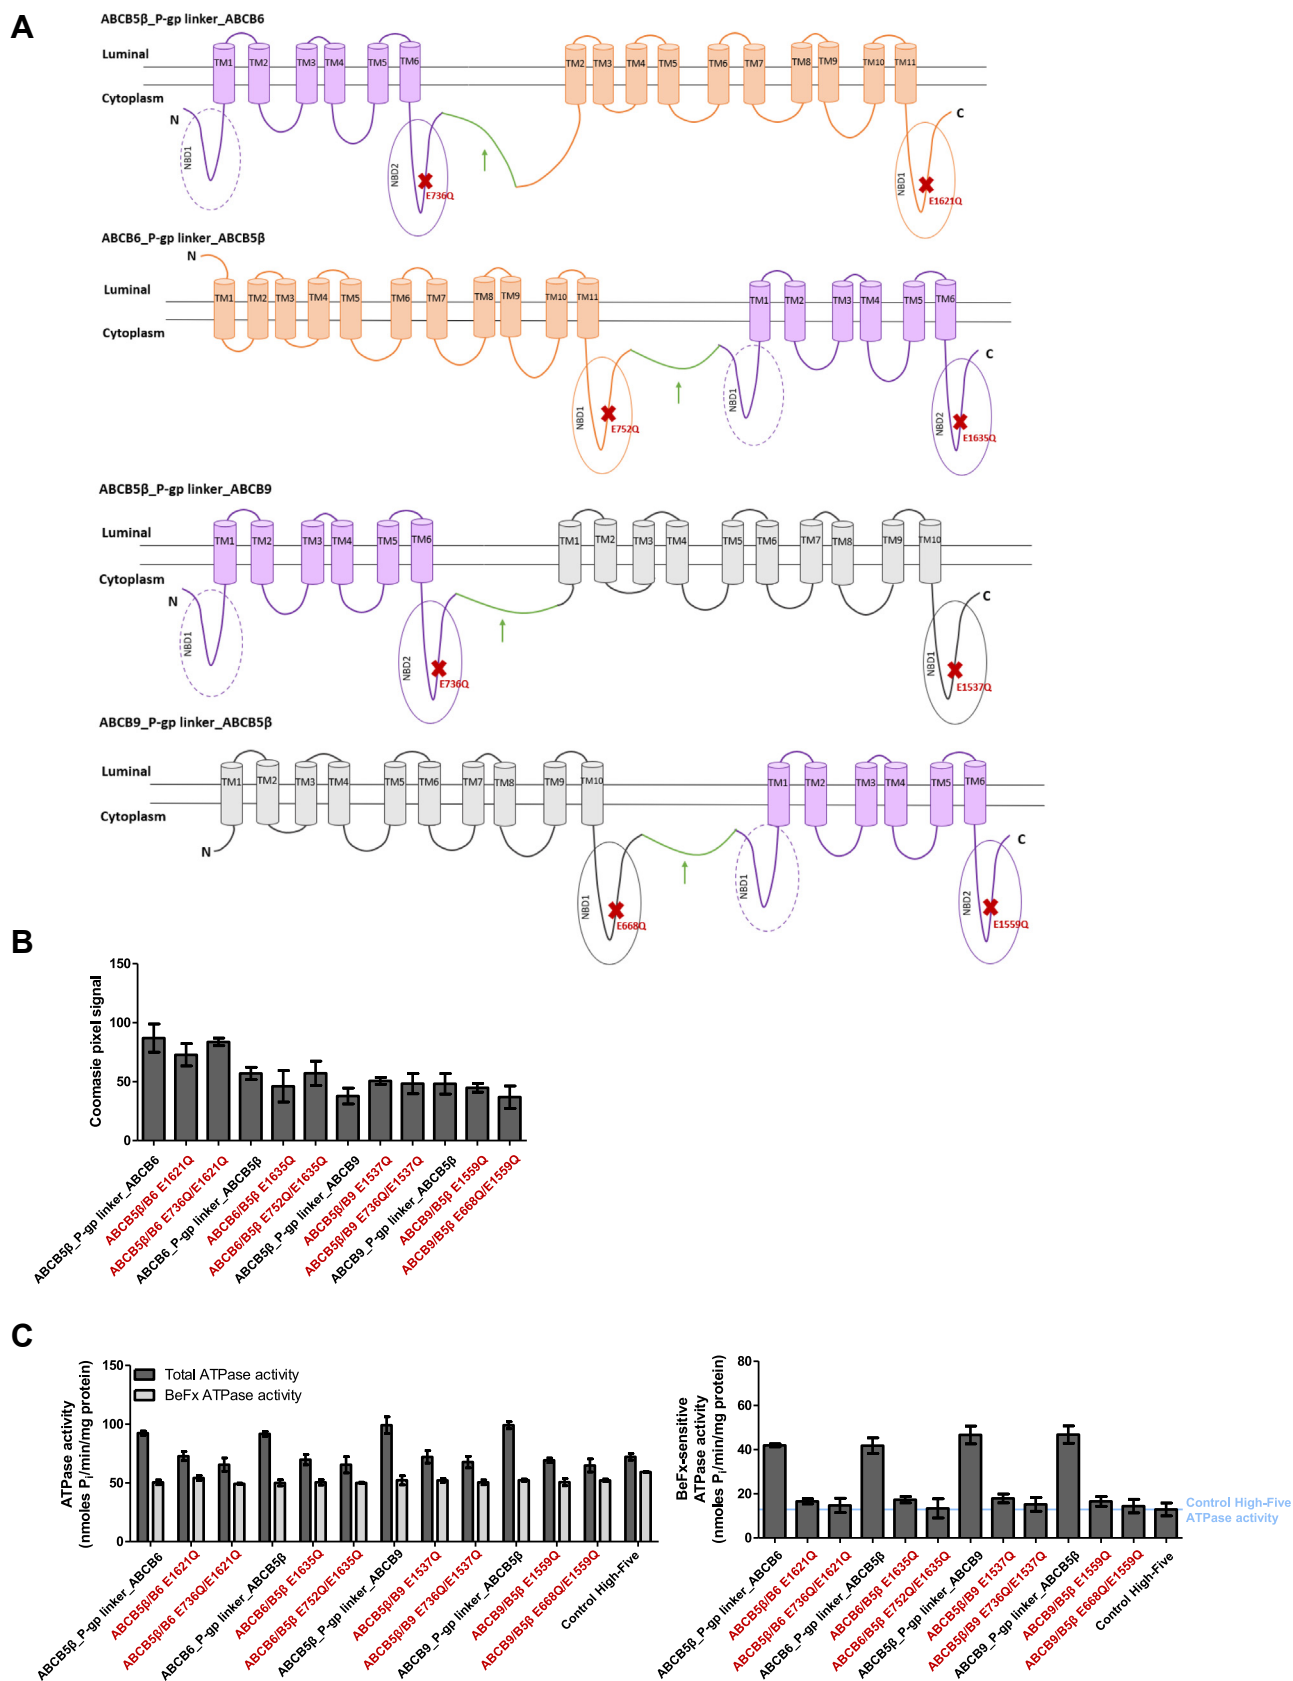 A
ABCB5β_P-gp linker_ABCB6
Luminal
TM1 TM2 TM3 TM4 TM5 TM6 TM2 TM3 TM4 TM5 TM6 TM7 TM8 TM9 TM10 TM11
Cytoplasm
N
C
NBD1
NBD2
E736Q
NBD1
E1621Q
ABCB6_P-gp linker_ABCB5β
N
Luminal
TM1 TM2 TM3 TM4 TM5 TM6 TM7 TM8 TM9 TM10 TM11 TM1 TM2 TM3 TM4 TM5 TM6
Cytoplasm
C
NBD1
E752Q
NBD1
NBD2
E1635Q
ABCB5β_P-gp linker_ABCB9
Luminal
TM1 TM2 TM3 TM4 TM5 TM6 TM1 TM2 TM3 TM4 TM5 TM6 TM7 TM8 TM9 TM10
Cytoplasm
N
C
NBD1
NBD2
E736Q
NBD1
E1537Q
ABCB9_P-gp linker_ABCB5β
Luminal
TM1 TM2 TM3 TM4 TM5 TM6 TM7 TM8 TM9 TM10 TM1 TM2 TM3 TM4 TM5 TM6
Cytoplasm
N
C
NBD1
E668Q
NBD1
NBD2
E1559Q
B
Coomasie pixel signal
150
100
50
0
ABCB5β_P-gp linker_ABCB6
ABCB5β/B6 E1621Q
ABCB5β/B6 E736Q/E1621Q
ABCB6_P-gp linker_ABCB5β
ABCB6/B5β E1635Q
ABCB6/B5β E752Q/E1635Q
ABCB5β_P-gp linker_ABCB9
ABCB5β/B9 E1537Q
ABCB5β/B9 E736Q/E1537Q
ABCB9_P-gp linker_ABCB5β
ABCB9/B5β E1559Q
ABCB9/B5β E668Q/E1559Q
C
ATPase activity
(nmoles Pi/min/mg protein)
150
100
50
0
Total ATPase activity
BeFx ATPase activity
ABCB5β_P-gp linker_ABCB6
ABCB5β/B6 E1621Q
ABCB5β/B6 E736Q/E1621Q
ABCB6_P-gp linker_ABCB5β
ABCB6/B5β E1635Q
ABCB6/B5β E752Q/E1635Q
ABCB5β_P-gp linker_ABCB9
ABCB5β/B9 E1537Q
ABCB5β/B9 E736Q/E1537Q
ABCB9_P-gp linker_ABCB5β
ABCB9/B5β E1559Q
ABCB9/B5β E668Q/E1559Q
Control High-Five
BeFx-sensitive
ATPase activity
(nmoles Pi/min/mg protein)
80
60
40
20
0
Control High-Five
ATPase activity
ABCB5β_P-gp linker_ABCB6
ABCB5β/B6 E1621Q
ABCB5β/B6 E736Q/E1621Q
ABCB6_P-gp linker_ABCB5β
ABCB6/B5β E1635Q
ABCB6/B5β E752Q/E1635Q
ABCB5β_P-gp linker_ABCB9
ABCB5β/B9 E1537Q
ABCB5β/B9 E736Q/E1537Q
ABCB9_P-gp linker_ABCB5β
ABCB9/B5β E1559Q
ABCB9/B5β E668Q/E1559Q
Control High-Five